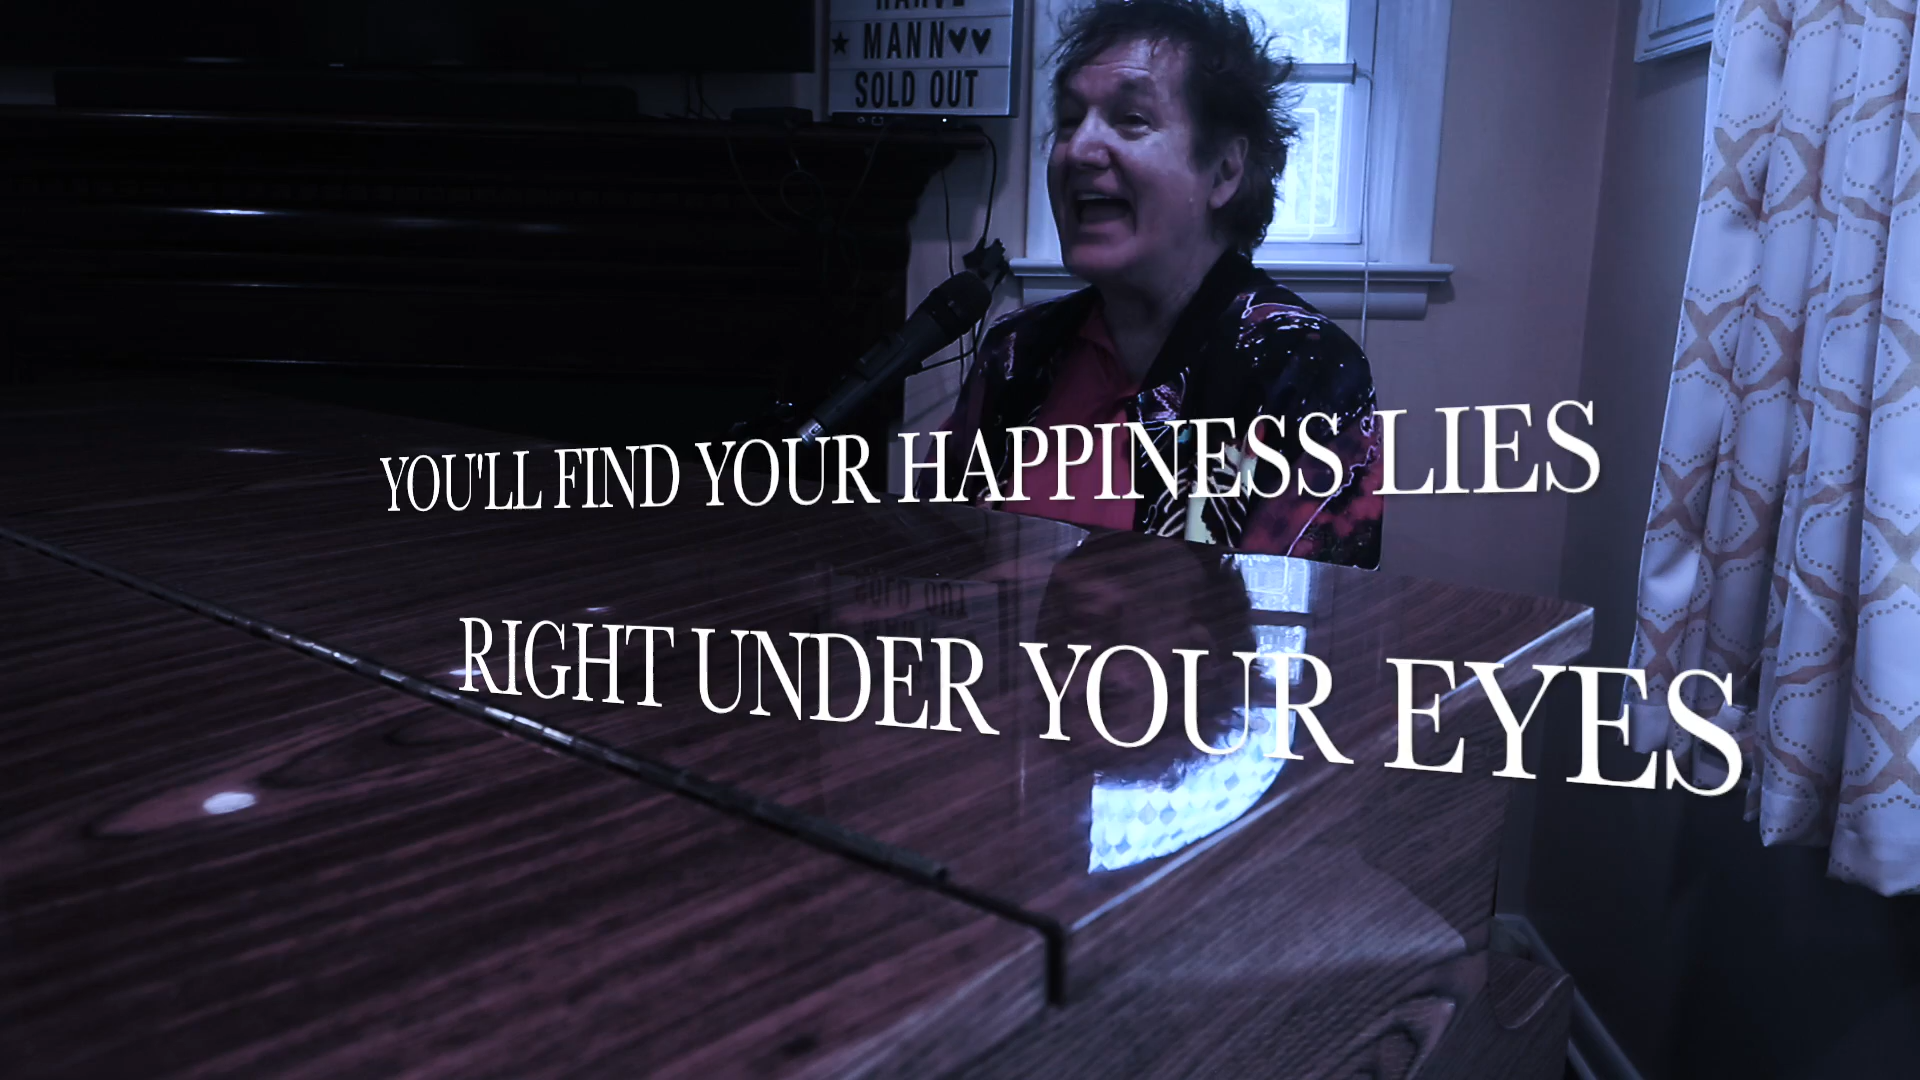 MANN
SOLD OUT
YOU'LL FIND YOUR HAPPINESS LIES
RIGHT UNDER YOUR EYES